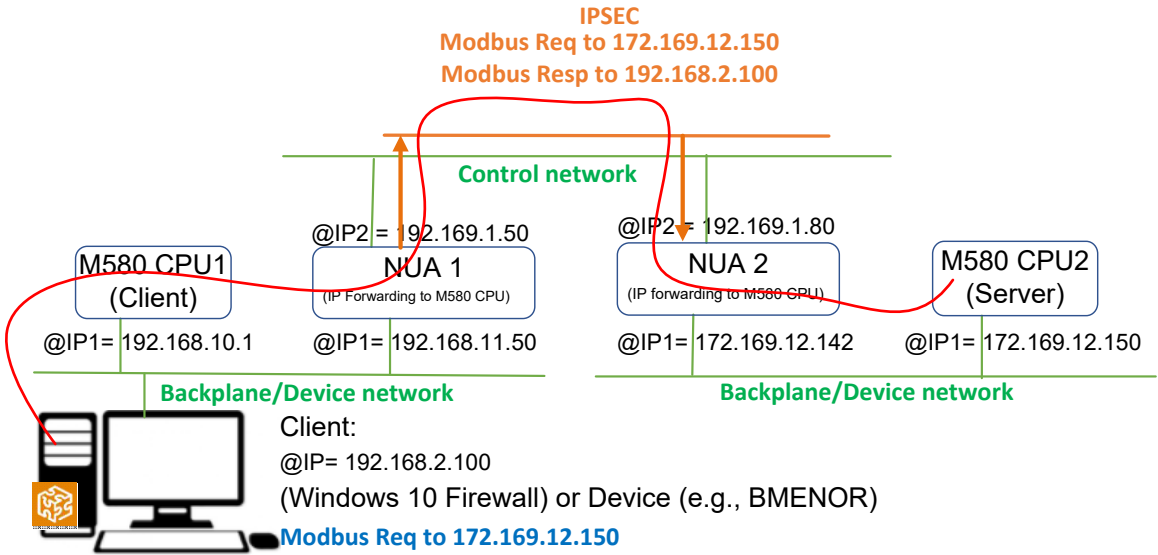 IPSEC
Modbus Req to 172.169.12.150
Modbus Resp to 192.168.2.100
Control network
@IP2 = 192.169.1.50
@IP2 = 192.169.1.80
M580 CPU1
(Client)
NUA 1
(IP Forwarding to M580 CPU)
NUA 2
(IP forwarding to M580 CPU)
M580 CPU2
(Server)
@IP1= 192.168.10.1
@IP1= 192.168.11.50
@IP1= 172.169.12.142
@IP1= 172.169.12.150
Backplane/Device network
Backplane/Device network
Client:
@IP= 192.168.2.100
(Windows 10 Firewall) or Device (e.g., BMENOR)
Modbus Req to 172.169.12.150